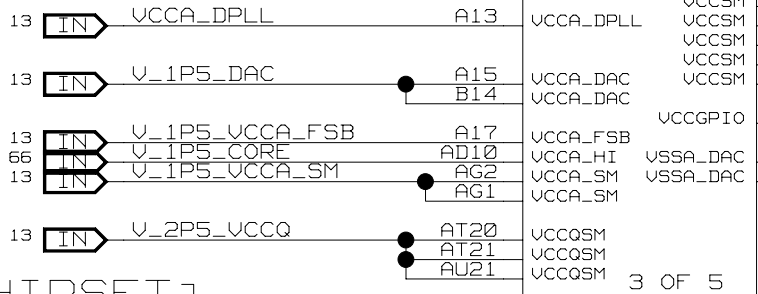 VCCSM
13 IN VCCA_DPLL A13 VCCA_DPLL VCCSM
VCCSM
VCCSM
13 IN V_1P5_DAC A15 VCCA_DAC VCCSM
B14 VCCA_DAC
VCCGPIO
13 IN V_1P5_VCCA_FSB A17 VCCA_FSB
66 IN V_1P5_CORE AD10 VCCA_HI VSSA_DAC
13 IN V_1P5_VCCA_SM AG2 VCCA_SM VSSA_DAC
AG1 VCCA_SM
13 IN V_2P5_VCCQ AT20 VCCQSM
AT21 VCCQSM
AU21 VCCQSM 3 OF 5